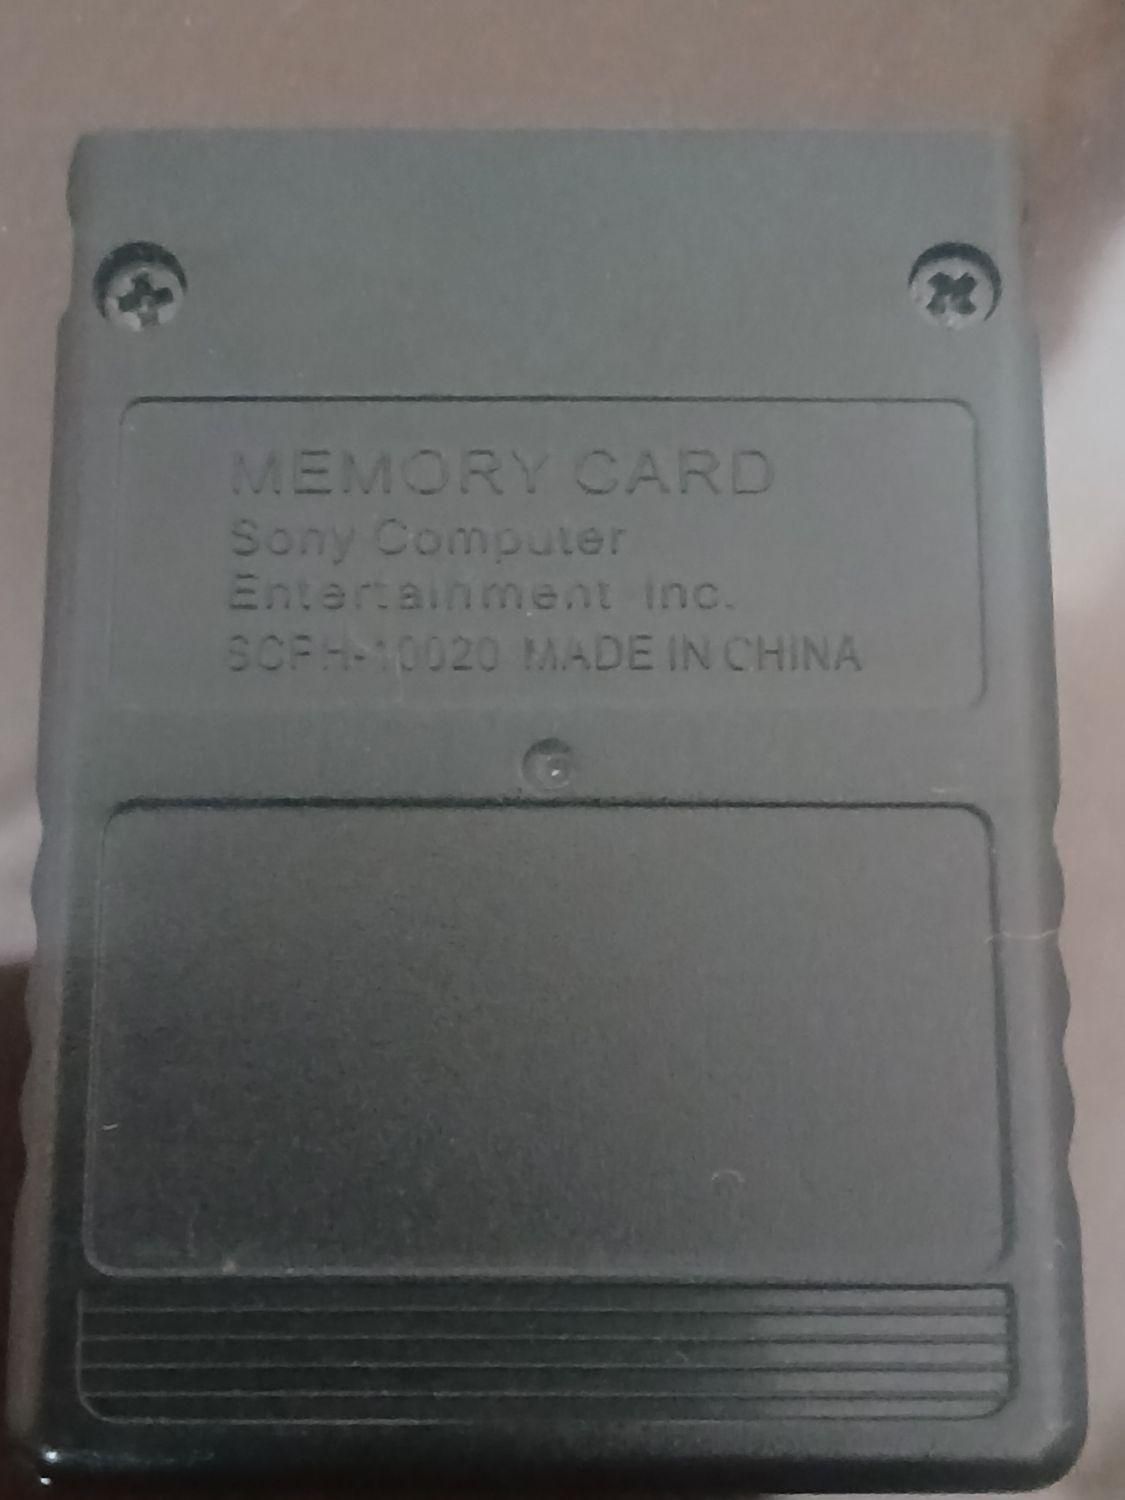 MEMORY CARD
Sony Computer
Entertainment Inc.
SCPH-10020 MADE IN CHINA